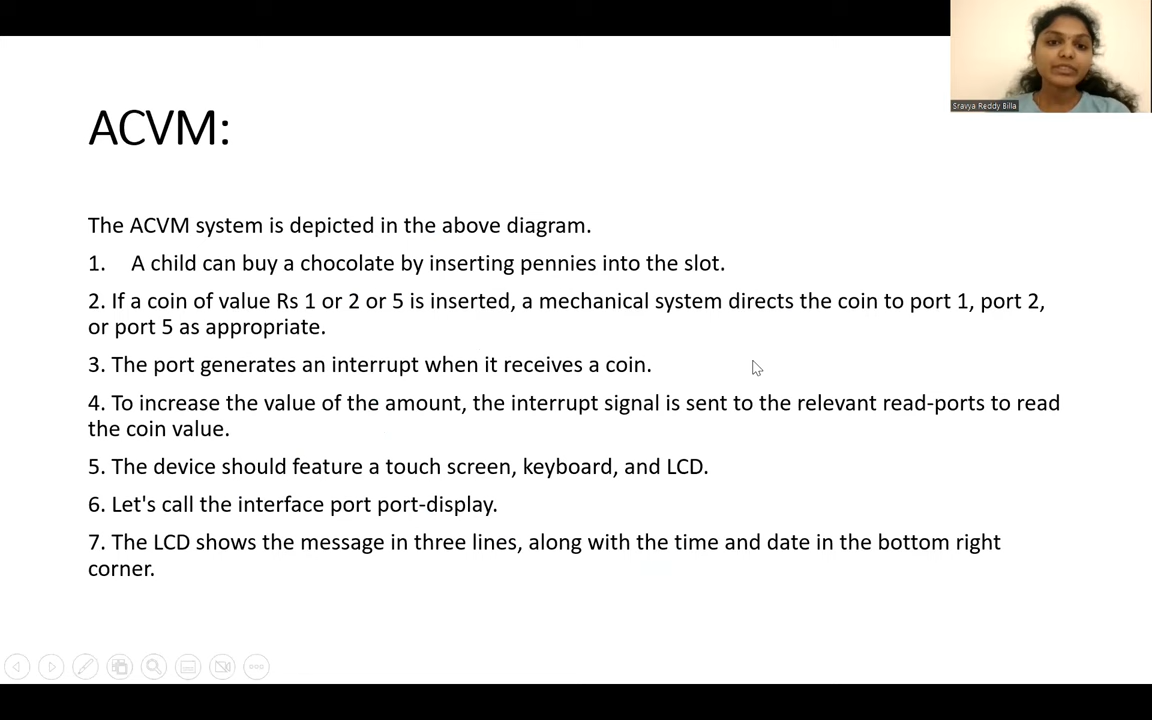 Sravya Reddy Billa
ACVM:
The ACVM system is depicted in the above diagram.
1. A child can buy a chocolate by inserting pennies into the slot.
2. If a coin of value Rs 1 or 2 or 5 is inserted, a mechanical system directs the coin to port 1, port 2,
or port 5 as appropriate.
3. The port generates an interrupt when it receives a coin.
4. To increase the value of the amount, the interrupt signal is sent to the relevant read-ports to read
the coin value.
5. The device should feature a touch screen, keyboard, and LCD.
6. Let's call the interface port port-display.
7. The LCD shows the message in three lines, along with the time and date in the bottom right
corner.